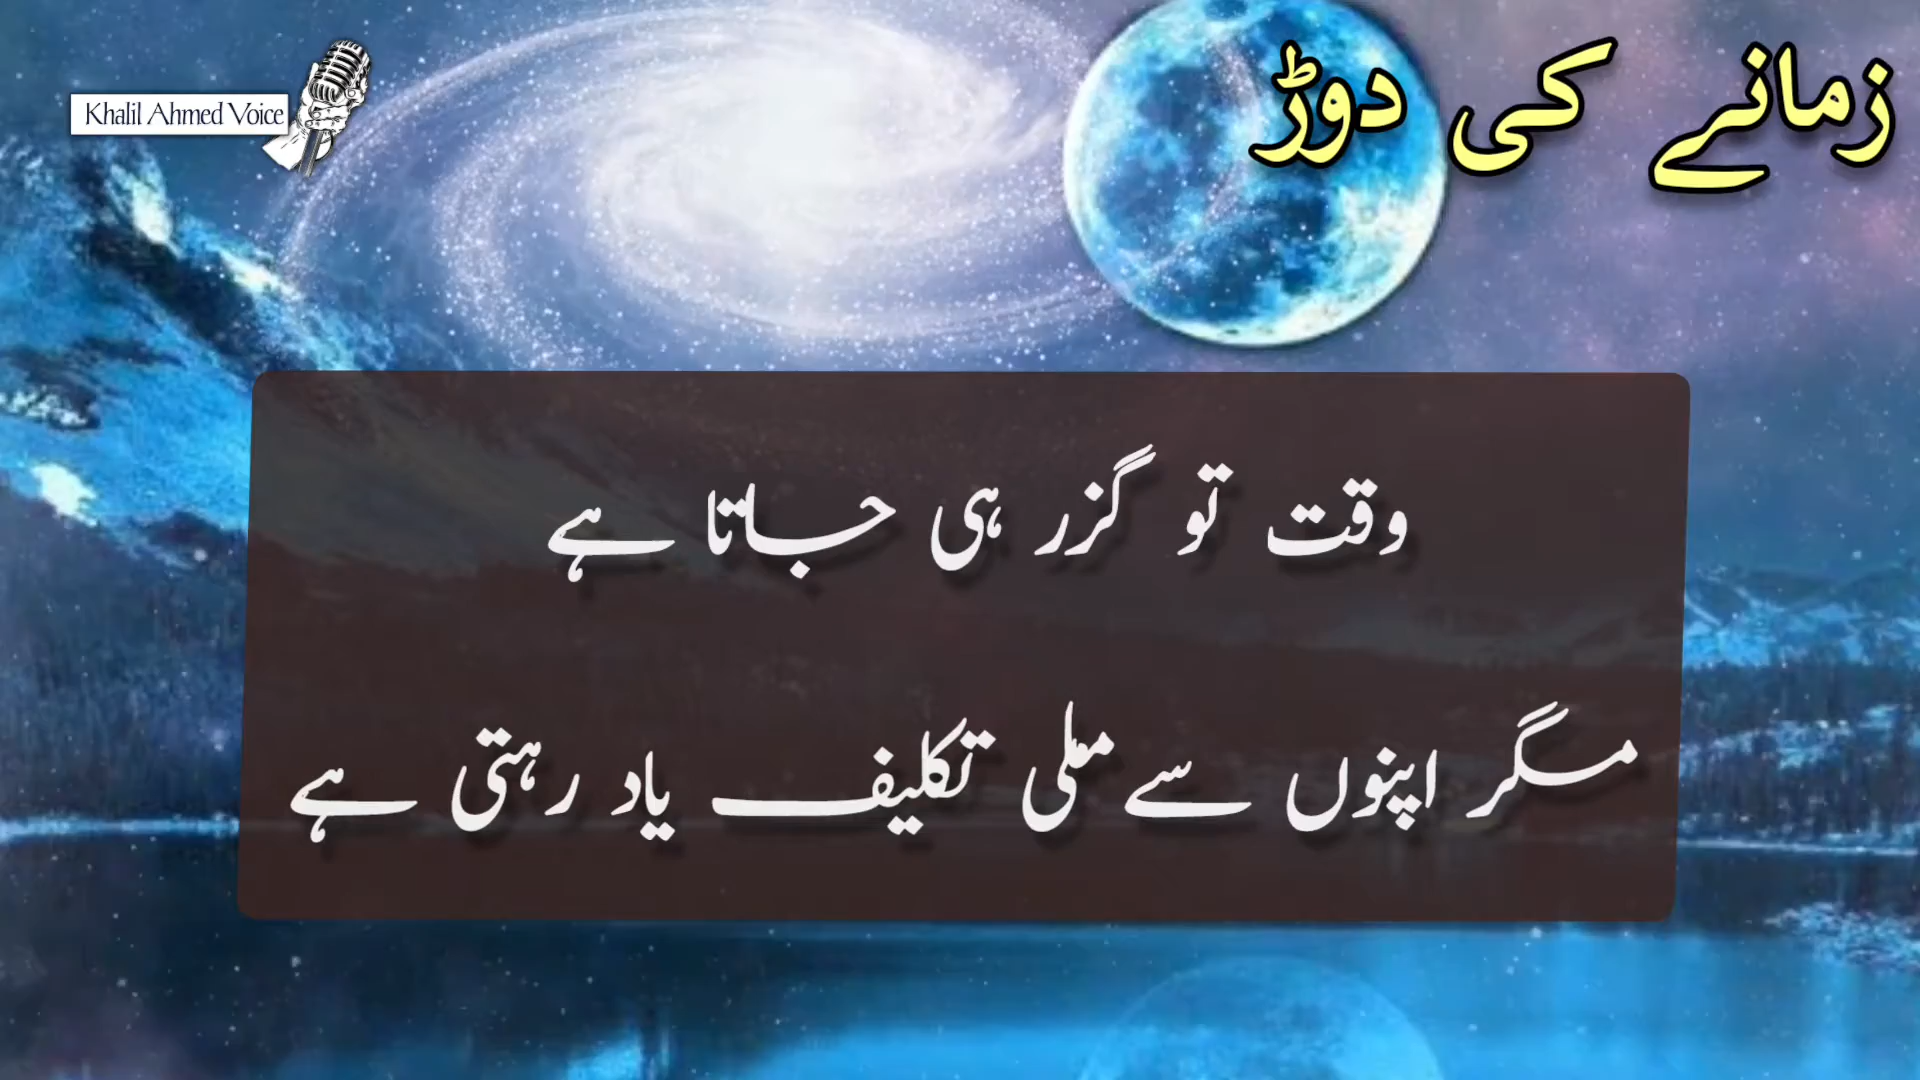 زمانے کی دوڑ
Khalil Ahmed Voice
وقت تو گزر ہی جاتا ہے
مگر اپنوں سے ملی تکلیف یاد رہتی ہے